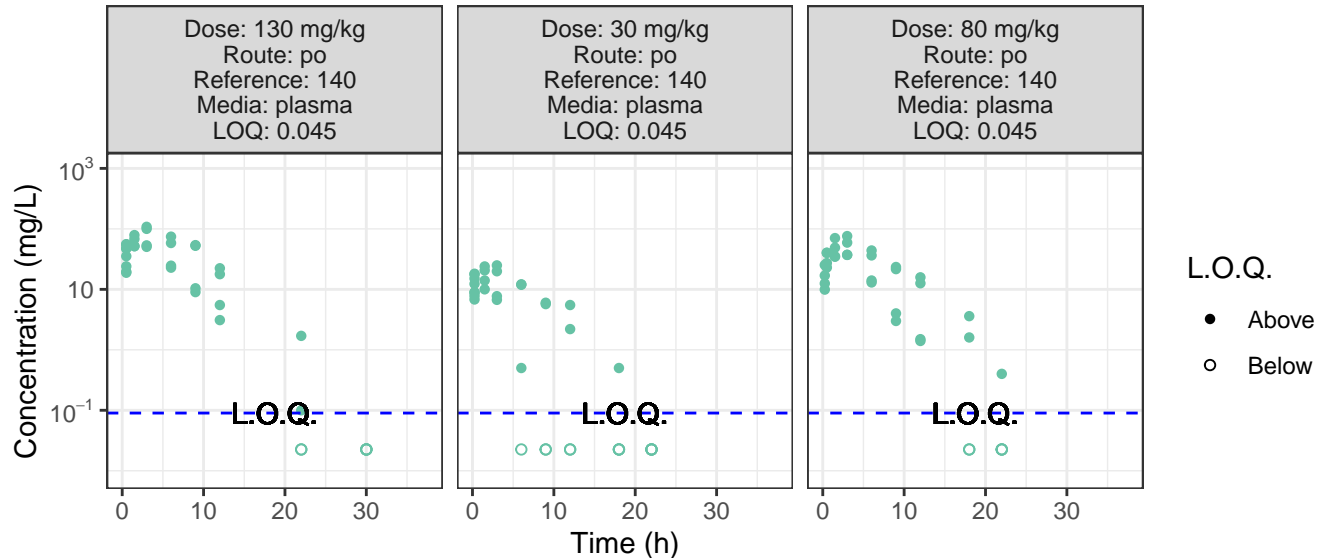 Dose: 130 mg/kg
Route: po
Reference: 140
Media: plasma
LOQ: 0.045
Dose: 30 mg/kg
Route: po
Reference: 140
Media: plasma
LOQ: 0.045
Dose: 80 mg/kg
Route: po
Reference: 140
Media: plasma
LOQ: 0.045
Concentration (mg/L)
10³
10
10⁻¹
L.O.Q.
L.O.Q.
L.O.Q.
0 10 20 30
0 10 20 30
0 10 20 30
Time (h)
L.O.Q.
Above
Below